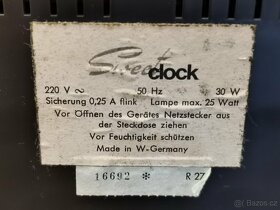 Sweet clock
220 V ~ 50 Hz 30 W
Sicherung 0,25 A flink Lampe max. 25 Watt
Vor Öffnen des Gerätes Netzstecker aus
der Steckdose ziehen
Vor Feuchtigkeit schützen
Made in W-Germany
16692 * R 27
Bazos.cz